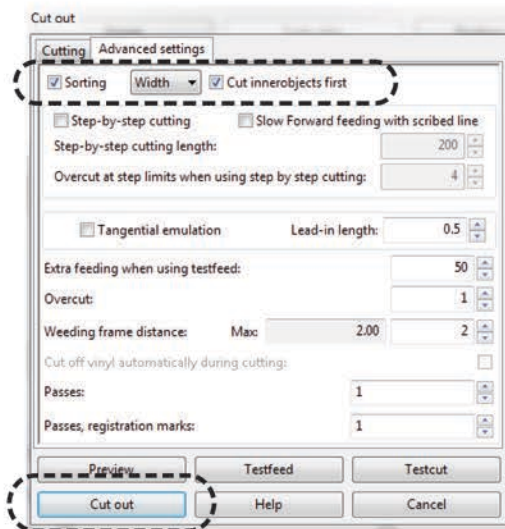 Cut out
Cutting Advanced settings
Sorting Width Cut innerobjects first
Step-by-step cutting Slow Forward feeding with scribed line
Step-by-step cutting length: 200
Overcut at step limits when using step by step cutting: 4
Tangential emulation Lead-in length: 0.5
Extra feeding when using testfeed: 50
Overcut: 1
Weeding frame distance: Max: 2.00 2
Cut off vinyl automatically during cutting:
Passes: 1
Passes, registration marks: 1
Preview Testfeed Testcut
Cut out Help Cancel